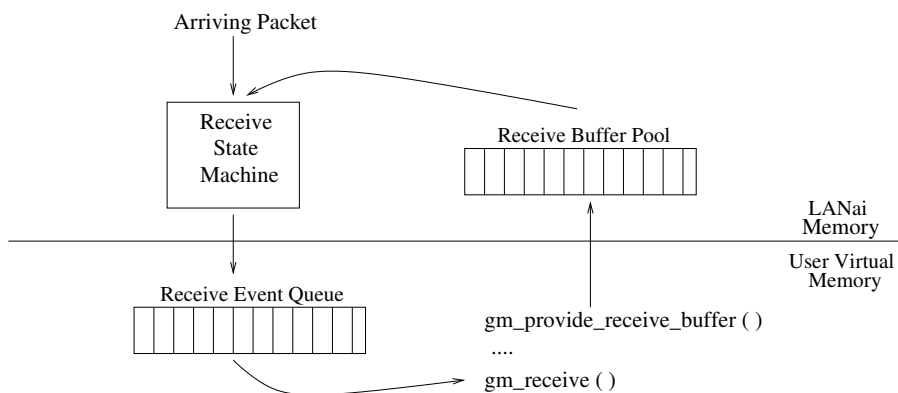 Arriving Packet
Receive
State
Machine
Receive Buffer Pool
LANai
Memory
User Virtual
Memory
Receive Event Queue
gm_provide_receive_buffer ( )
....
gm_receive ( )